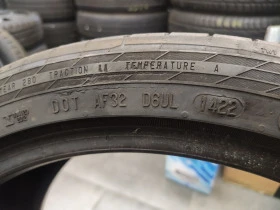 TRACTION AA TEMPERATURE A
DOT AF32 D6UL 1422